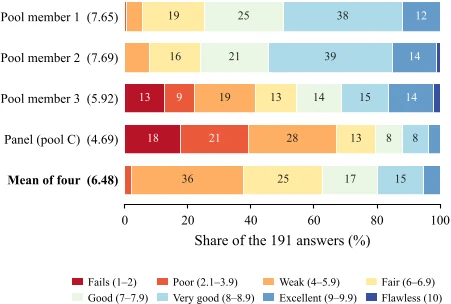 Pool member 1 (7.65) 19 25 38 12
Pool member 2 (7.69) 16 21 39 14
Pool member 3 (5.92) 13 9 19 13 14 15 14
Panel (pool C) (4.69) 18 21 28 13 8 8
Mean of four (6.48) 36 25 17 15
0 20 40 60 80 100
Share of the 191 answers (%)
Fails (1–2) Poor (2.1–3.9) Weak (4–5.9) Fair (6–6.9)
Good (7–7.9) Very good (8–8.9) Excellent (9–9.9) Flawless (10)